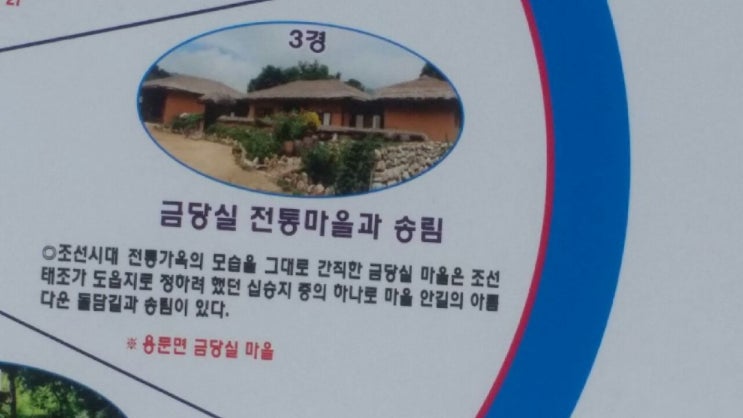 27
3경
금당실 전통마을과 송림
◎조선시대 전통가옥의 모습을 그대로 간직한 금당실 마을은 조선
태조가 도읍지로 정하려 했던 십승지 중의 하나로 마을 안길의 아름
다운 돌담길과 송림이 있다.
※ 용문면 금당실 마을